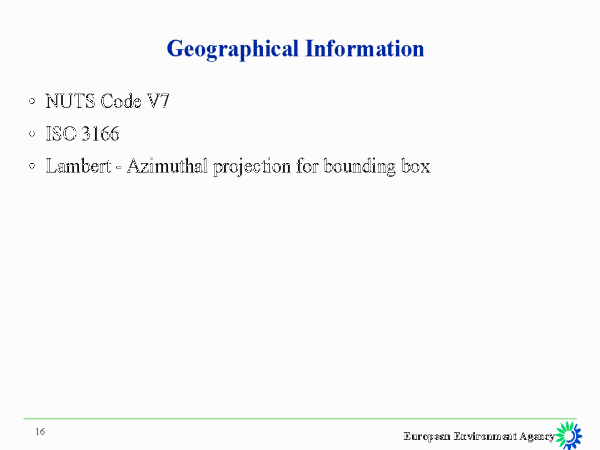 Geographical Information
NUTS Code V7
ISO 3166
Lambert - Azimuthal projection for bounding box
16
European Environment Agency